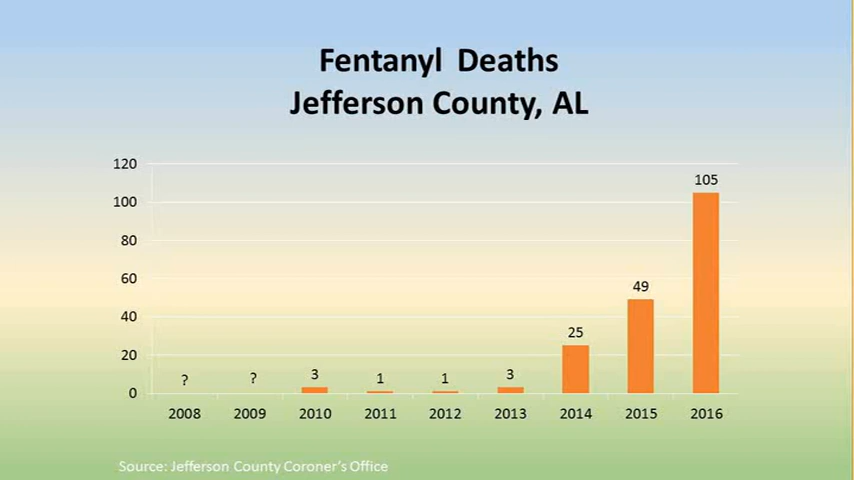 Fentanyl Deaths
Jefferson County, AL
120
100
80
60
40
20
0
? ? 3 1 1 3 25 49 105
2008 2009 2010 2011 2012 2013 2014 2015 2016
Source: Jefferson County Coroner's Office